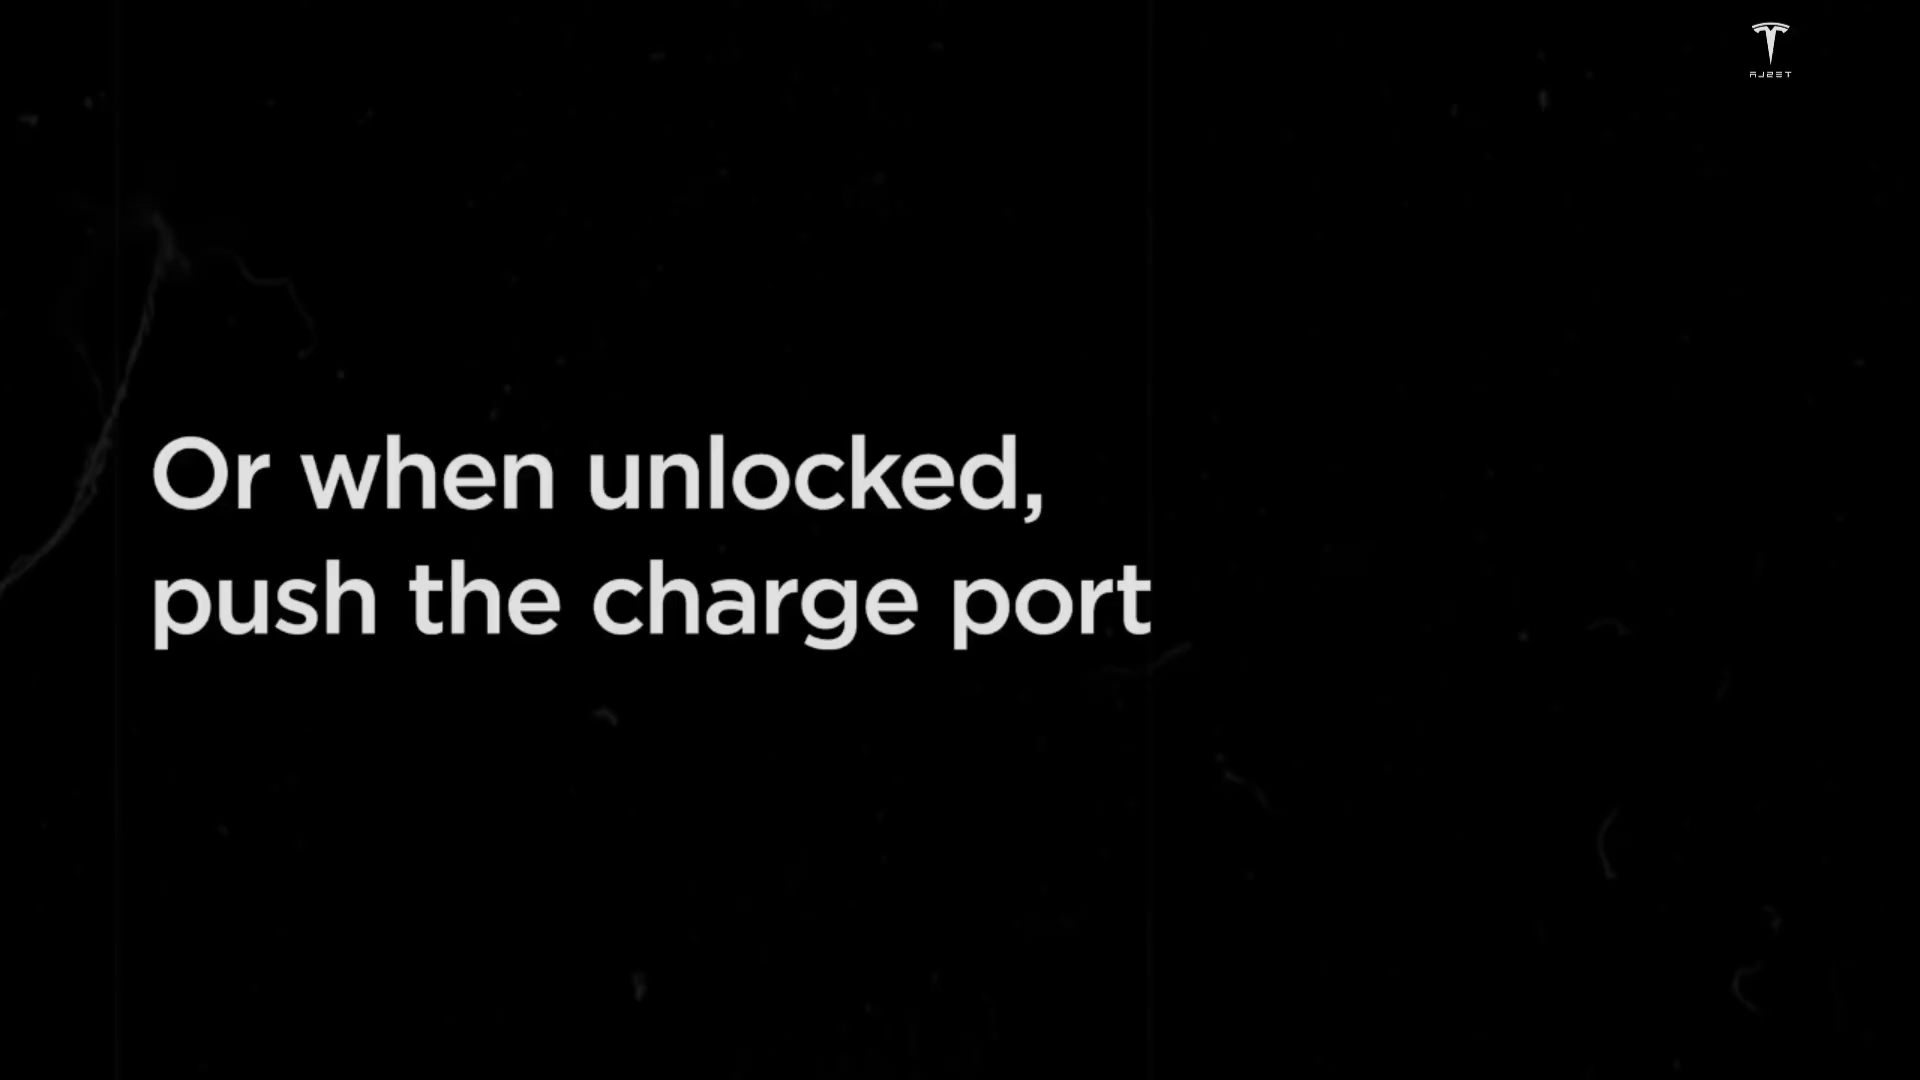 Or when unlocked,
push the charge port